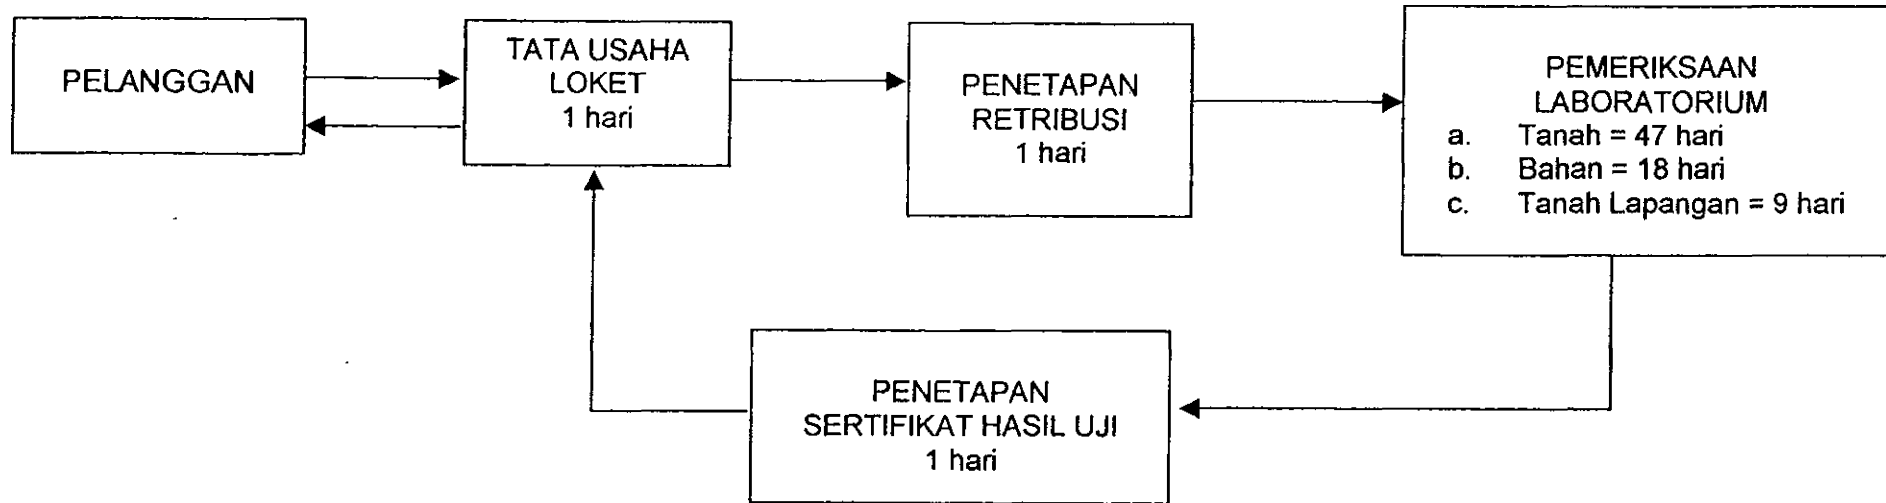 PELANGGAN
TATA USAHA
LOKET
1 hari
PENETAPAN
RETRIBUSI
1 hari
PEMERIKSAAN
LABORATORIUM
a. Tanah = 47 hari
b. Bahan = 18 hari
c. Tanah Lapangan = 9 hari
PENETAPAN
SERTIFIKAT HASIL UJI
1 hari